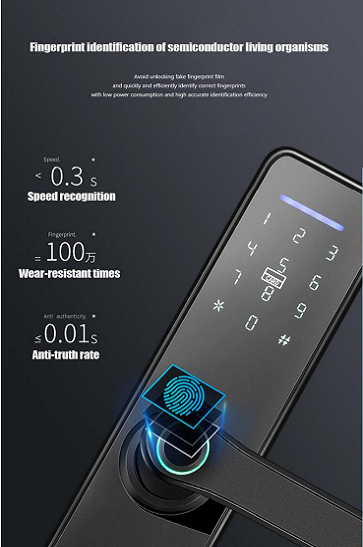 Fingerprint identification of semiconductor living organisms
Avoid unlocking fake fingerprint film
and quickly and efficiently identify correct fingerprints
with low power consumption and high accurate identification efficiency
Speed. ★
< 0.3 S
Speed recognition
Fingerprint. ★
= 100万
Wear-resistant times
Anti authenticity. ★
≤0.01S
Anti-truth rate
1 2 3
4 5 6
CARD
7 8 9
* 0 #